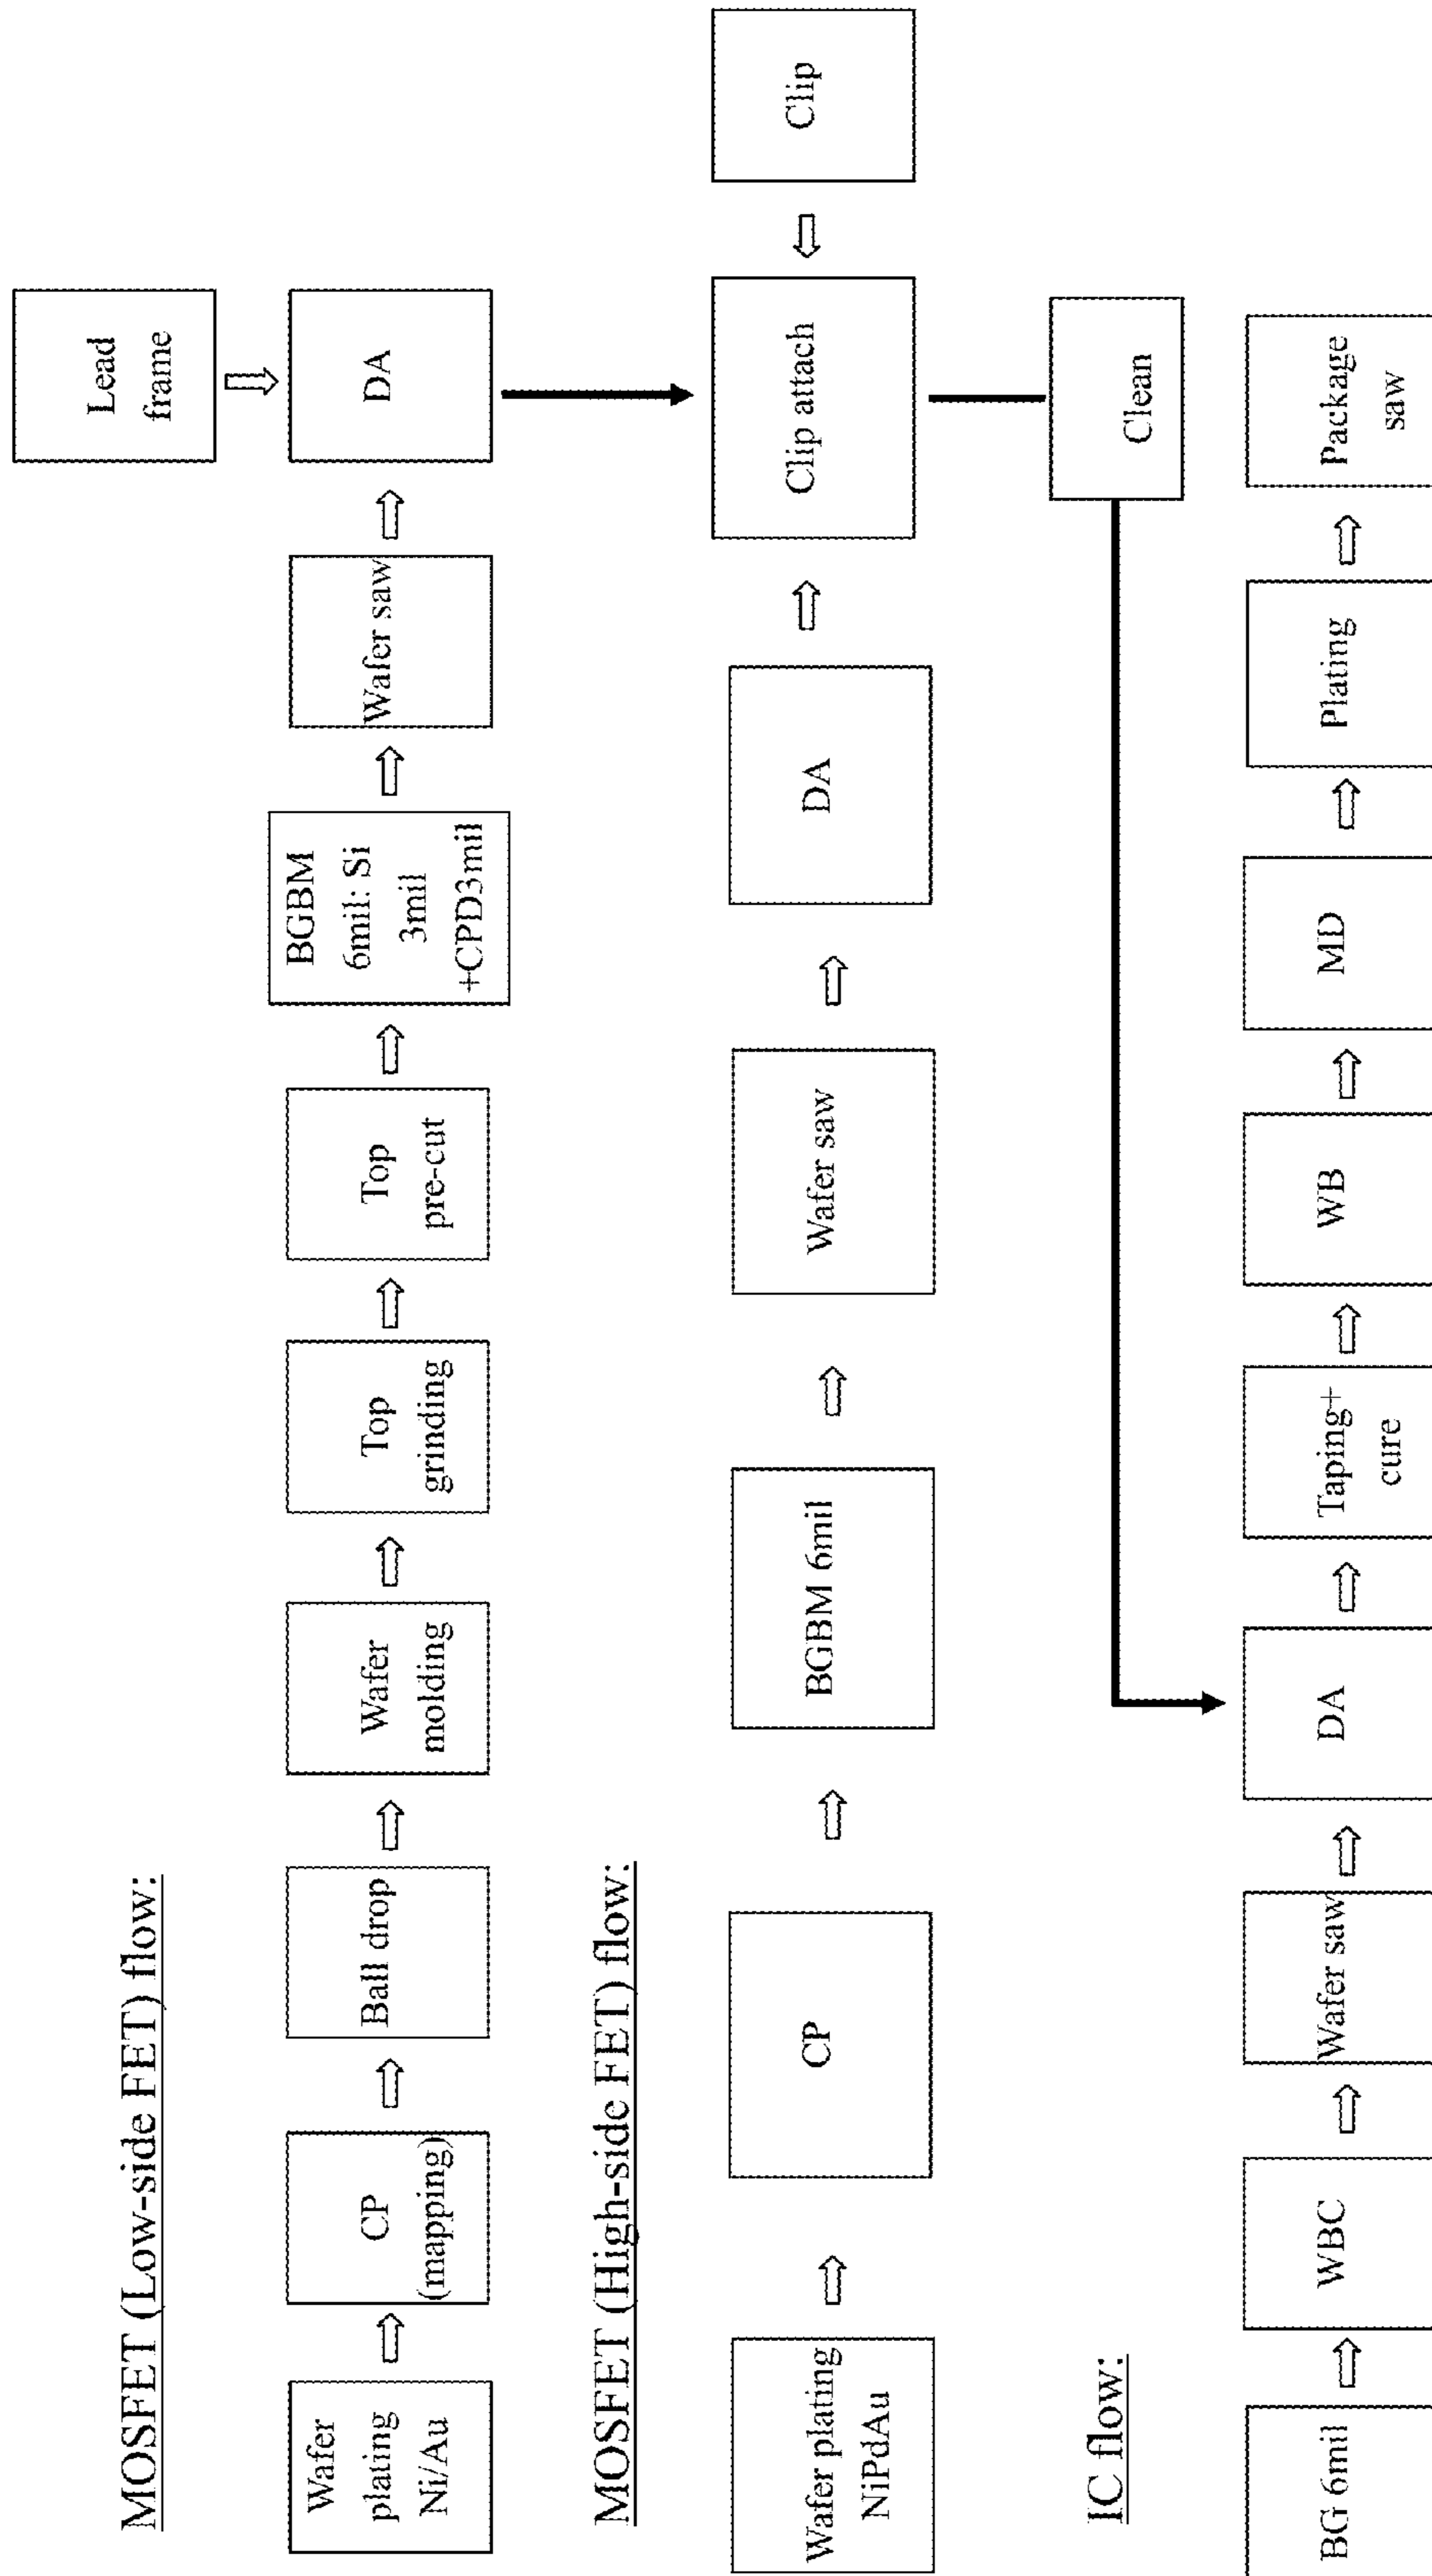 MOSFET (Low-side FET) flow:
Wafer
plating
Ni/Au
CP
(mapping)
Ball drop
Wafer
molding
Top
grinding
Top
pre-cut
BGBM
6mil: Si
3mil
+CPD3mil
Wafer saw
DA
Lead
frame
MOSFET (High-side FET) flow:
Wafer plating
NiPdAu
CP
BGBM 6mil
Wafer saw
DA
Clip attach
Clip
Clean
IC flow:
BG 6mil
WBC
Wafer saw
DA
Taping+
cure
WB
MD
Plating
Package
saw